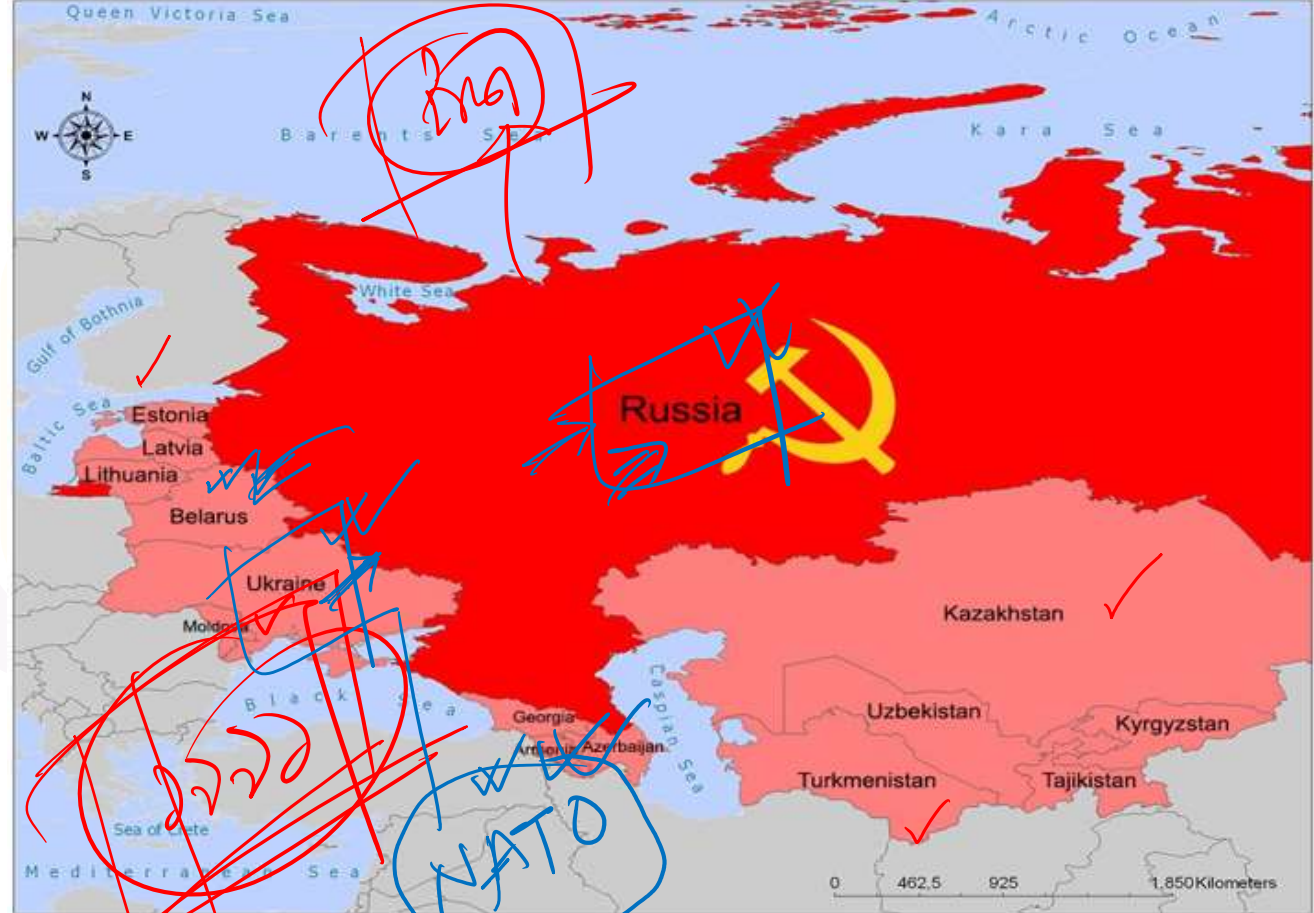 Queen Victoria Sea
Arctic Ocean
N
W E
S
Barents Sea
Kara Sea
White Sea
Gulf of Bothnia
Baltic Sea
Russia
Estonia
Latvia
Lithuania
Belarus
Ukraine
Moldova
Kazakhstan
Black Sea
Caspian Sea
Georgia
Armenia
Azerbaijan
Uzbekistan
Kyrgyzstan
Turkmenistan
Tajikistan
NATO
Sea of Crete
Mediterranean Sea
0 462,5 925 1.850 Kilometers